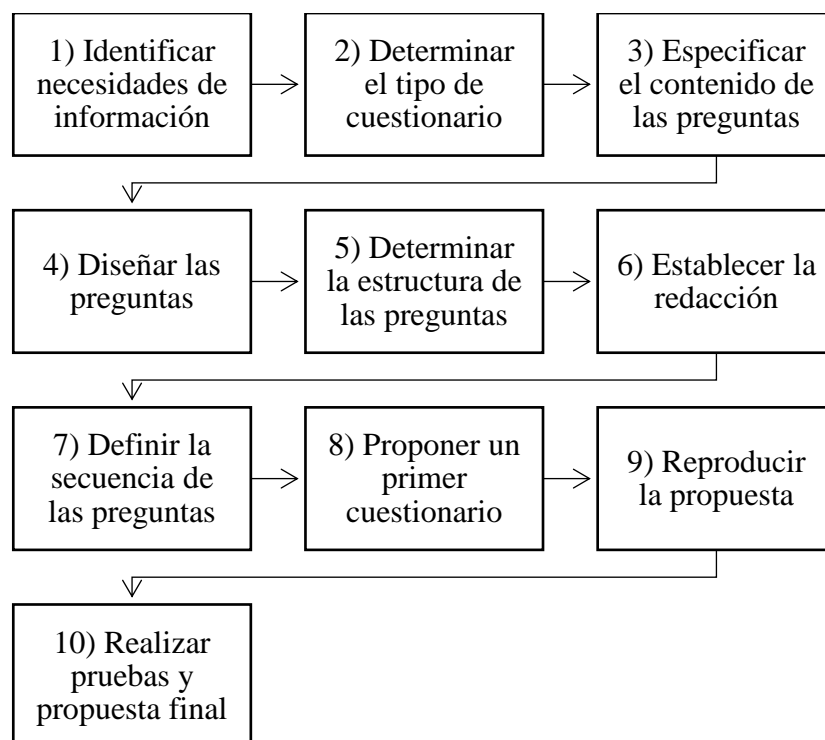 1) Identificar
necesidades de
información
2) Determinar
el tipo de
cuestionario
3) Especificar
el contenido de
las preguntas
4) Diseñar las
preguntas
5) Determinar
la estructura de
las preguntas
6) Establecer la
redacción
7) Definir la
secuencia de
las preguntas
8) Proponer un
primer
cuestionario
9) Reproducir
la propuesta
10) Realizar
pruebas y
propuesta final